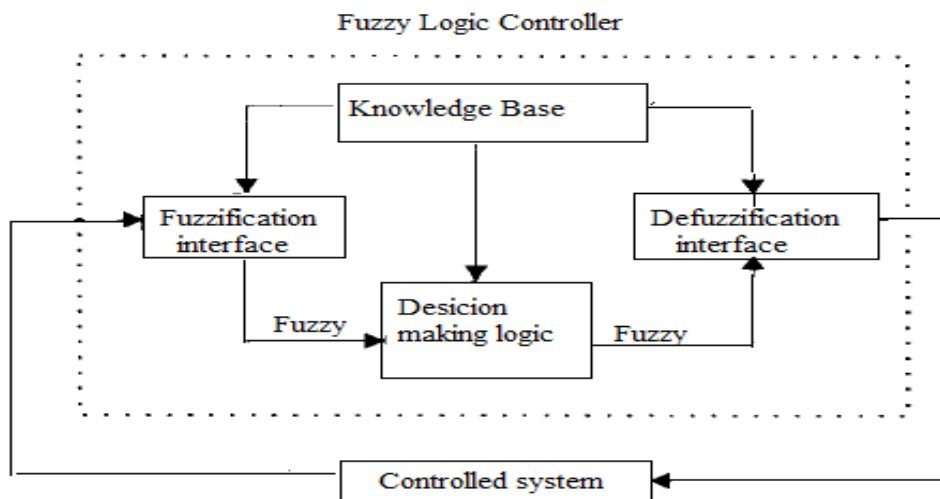 Fuzzy Logic Controller
Knowledge Base
Fuzzification
interface
Defuzzification
interface
Desicion
making logic
Fuzzy
Fuzzy
Controlled system